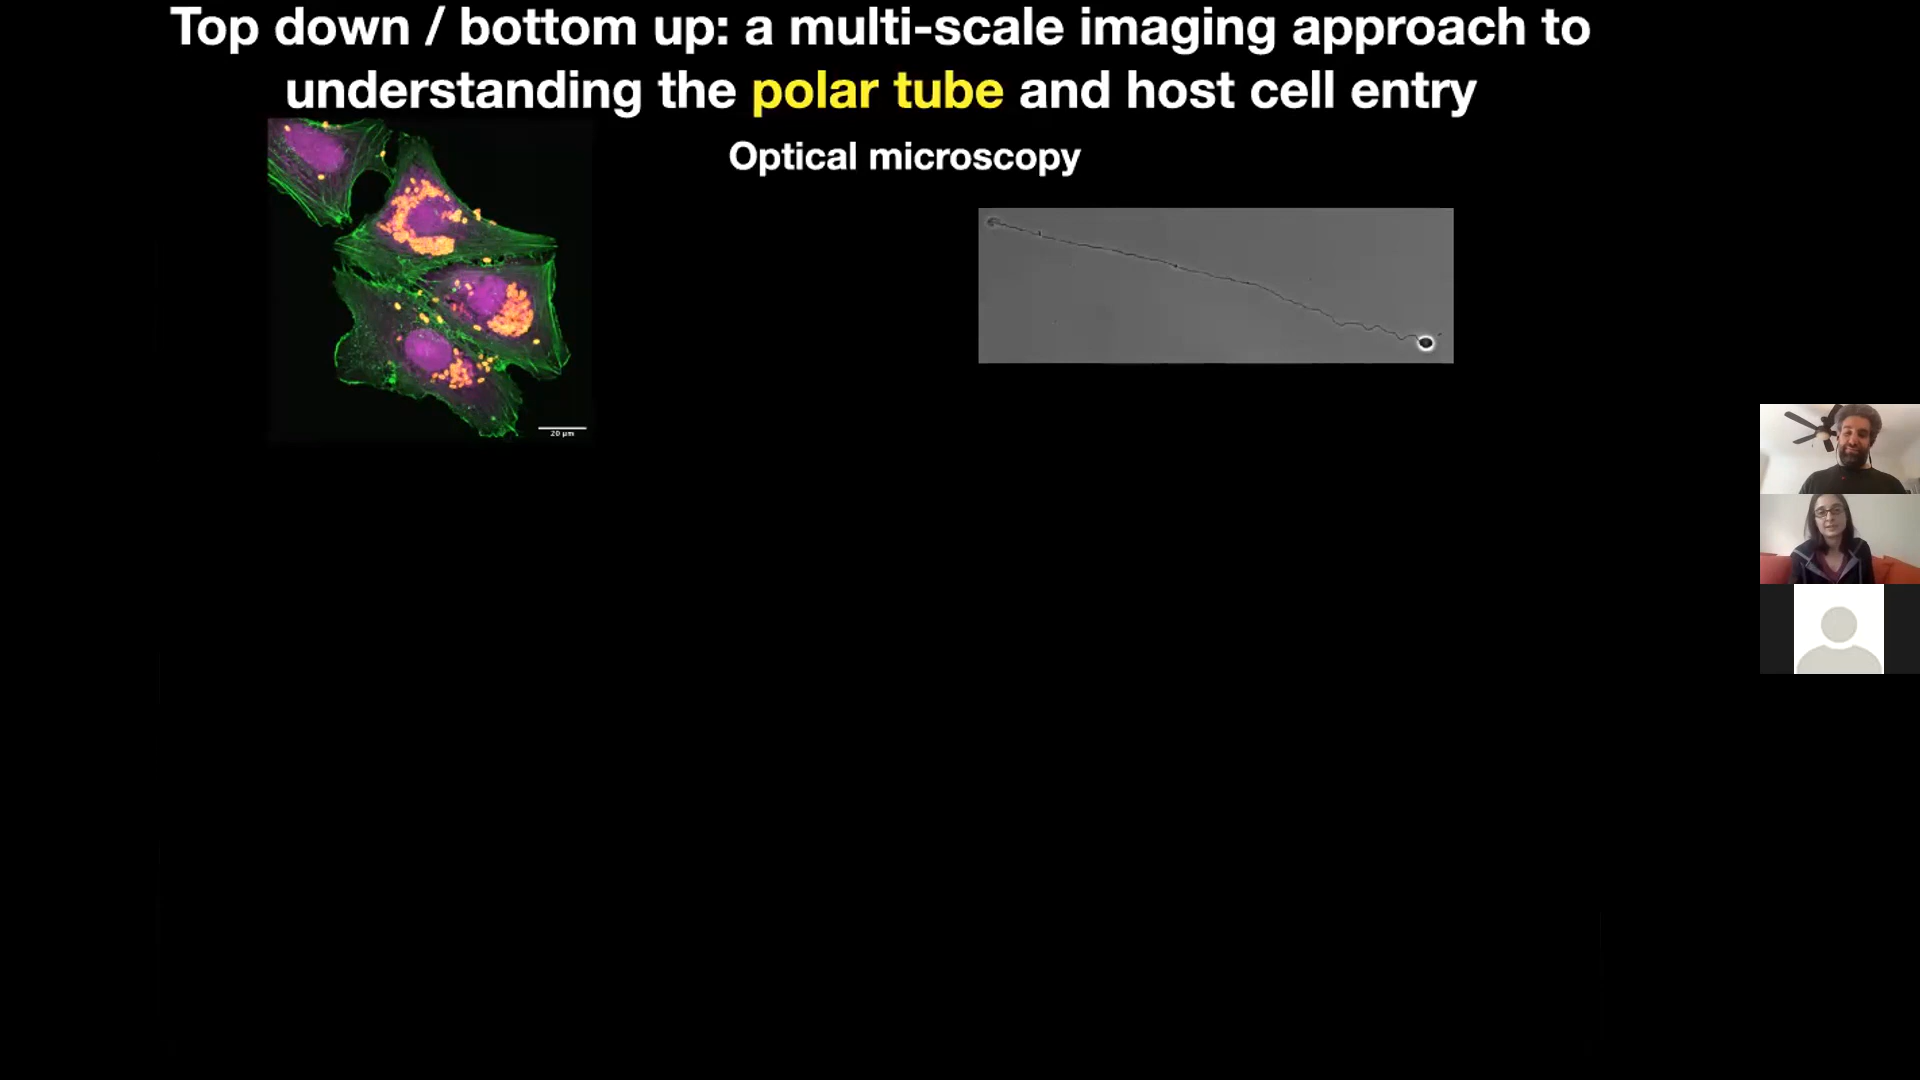 Top down / bottom up: a multi-scale imaging approach to
understanding the polar tube and host cell entry
Optical microscopy
20 µm